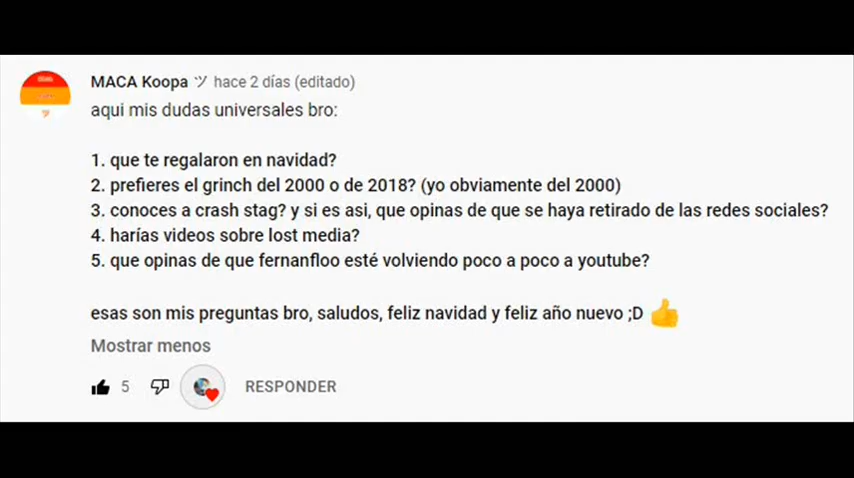 MACA Koopa ツ hace 2 días (editado)
aqui mis dudas universales bro:
1. que te regalaron en navidad?
2. prefieres el grinch del 2000 o de 2018? (yo obviamente del 2000)
3. conoces a crash stag? y si es asi, que opinas de que se haya retirado de las redes sociales?
4. harías videos sobre lost media?
5. que opinas de que fernanfloo esté volviendo poco a poco a youtube?
esas son mis preguntas bro, saludos, feliz navidad y feliz año nuevo ;D 👍
Mostrar menos
5 RESPONDER